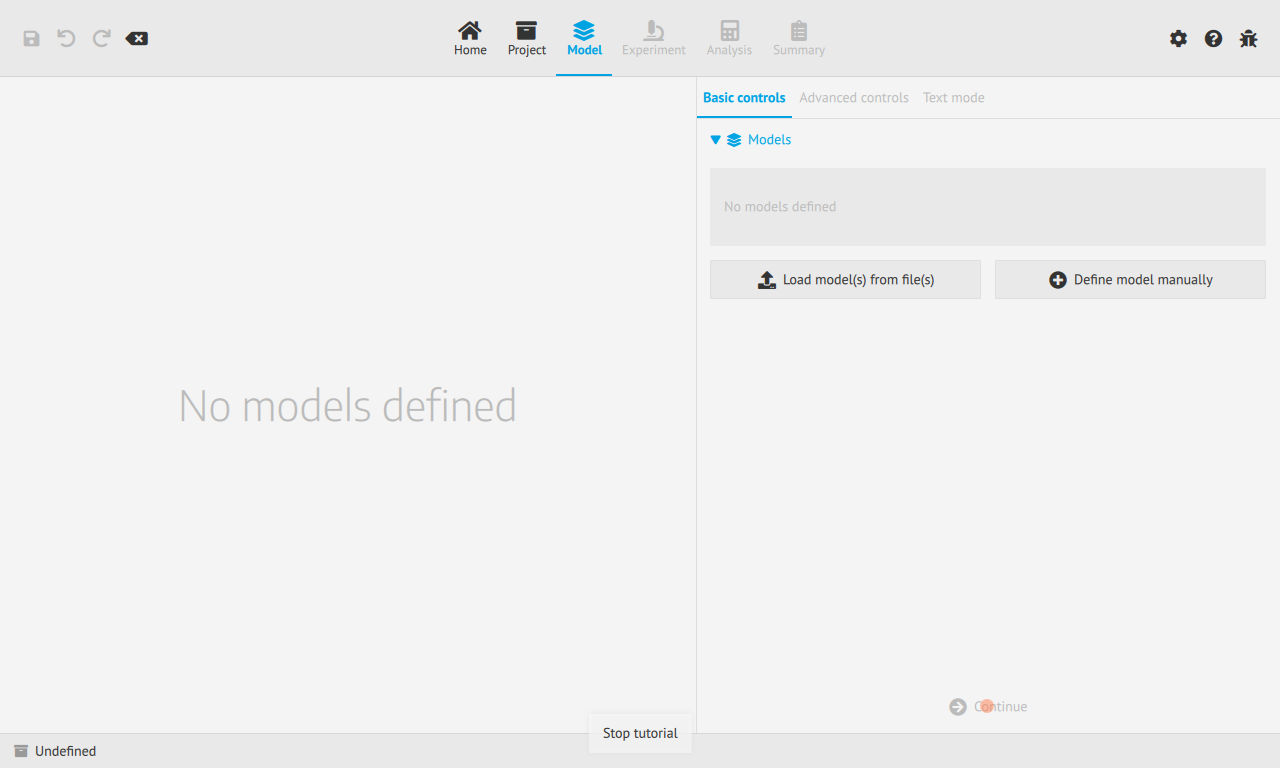 Home Project Model Experiment Analysis Summary
Basic controls Advanced controls Text mode
Models
No models defined
Load model(s) from file(s) Define model manually
No models defined
Continue
Stop tutorial
Undefined